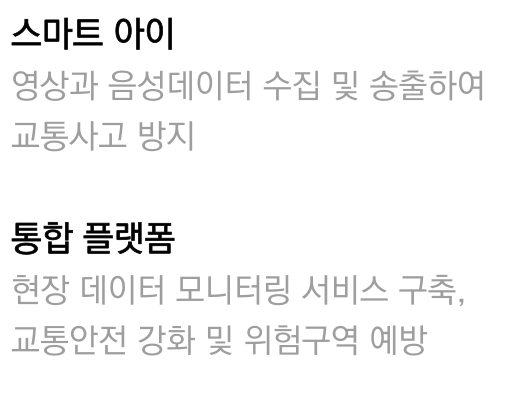 스마트 아이
영상과 음성데이터 수집 및 송출하여
교통사고 방지
통합 플랫폼
현장 데이터 모니터링 서비스 구축,
교통안전 강화 및 위험구역 예방